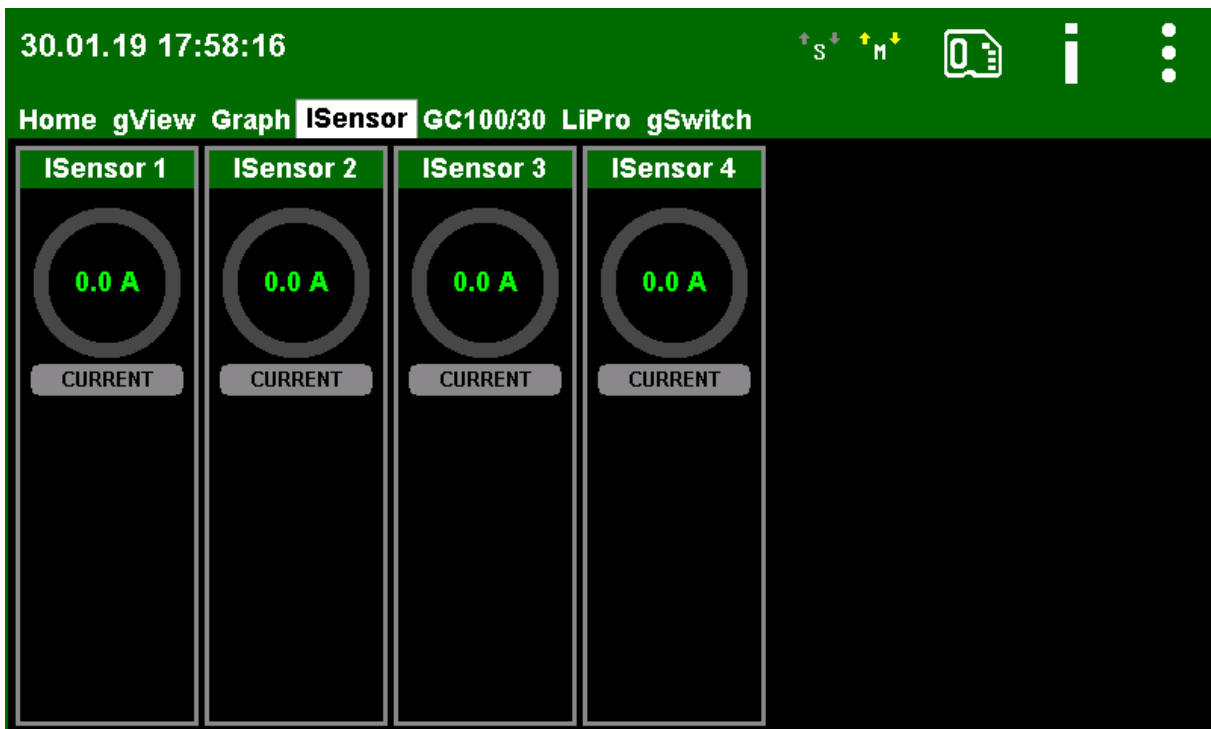 30.01.19 17:58:16 S M 0
Home gView Graph ISensor GC100/30 LiPro gSwitch
ISensor 1 ISensor 2 ISensor 3 ISensor 4
0.0 A 0.0 A 0.0 A 0.0 A
CURRENT CURRENT CURRENT CURRENT